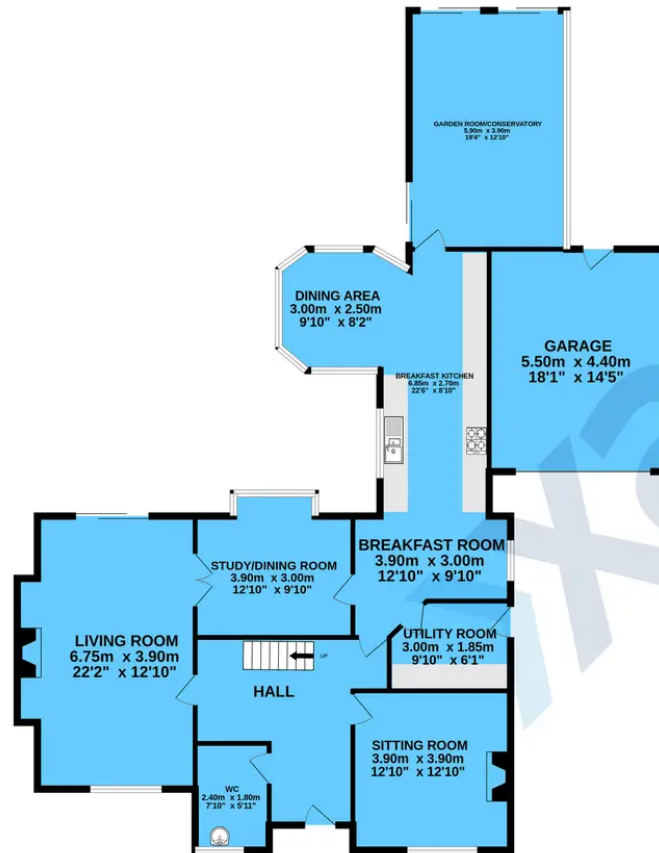 GARDEN ROOM/CONSERVATORY
5.90m x 3.90m
19'8" x 12'10"
DINING AREA
3.00m x 2.50m
9'10" x 8'2"
GARAGE
5.50m x 4.40m
18'1" x 14'5"
BREAKFAST KITCHEN
6.85m x 2.70m
22'6" x 8'10"
BREAKFAST ROOM
3.90m x 3.00m
12'10" x 9'10"
STUDY/DINING ROOM
3.90m x 3.00m
12'10" x 9'10"
LIVING ROOM
6.75m x 3.90m
22'2" x 12'10"
UTILITY ROOM
3.00m x 1.85m
9'10" x 6'1"
UP
HALL
SITTING ROOM
3.90m x 3.90m
12'10" x 12'10"
WC
2.40m x 1.80m
7'10" x 5'11"